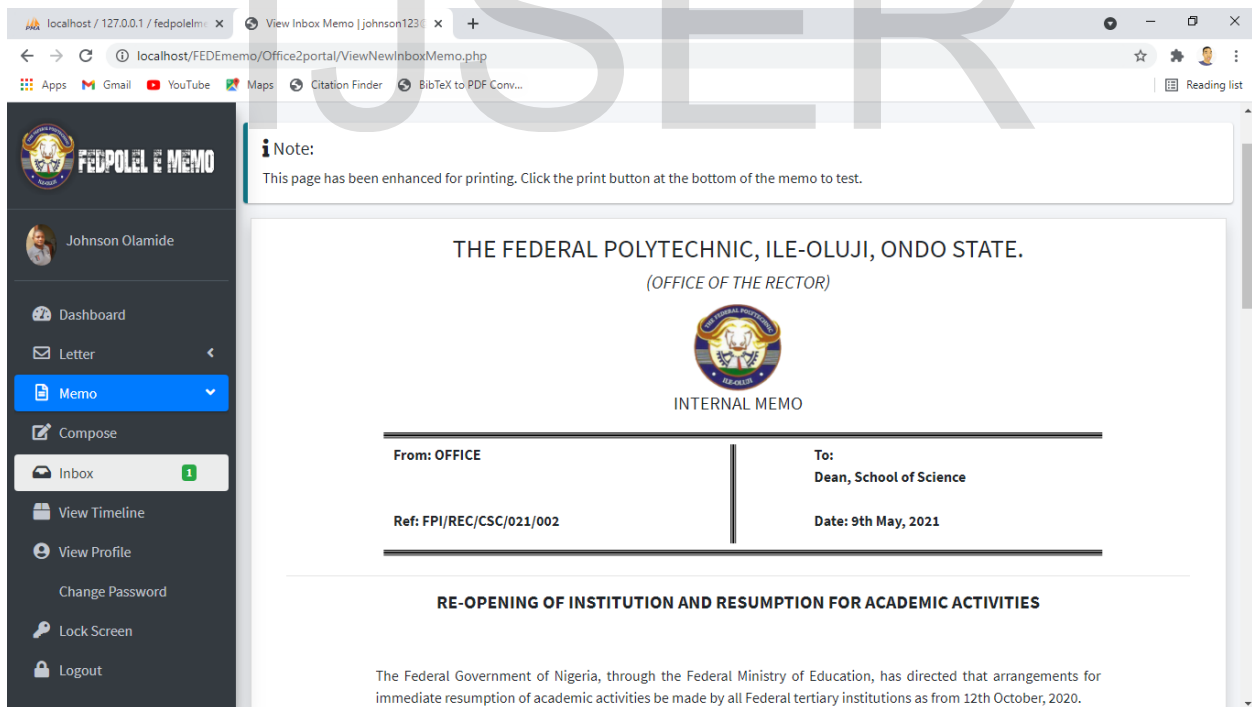 localhost / 127.0.0.1 / fedpolelm
View Inbox Memo | johnson123
localhost/FEDEmemo/Office2portal/ViewNewInboxMemo.php
Apps Gmail YouTube Maps Citation Finder BibTeX to PDF Conv... Reading list
IJSER
FEDPOLEL E MEMO
Johnson Olamide
Dashboard
Letter
Memo
Compose
Inbox 1
View Timeline
View Profile
Change Password
Lock Screen
Logout
Note:
This page has been enhanced for printing. Click the print button at the bottom of the memo to test.
THE FEDERAL POLYTECHNIC, ILE-OLUJI, ONDO STATE.
(OFFICE OF THE RECTOR)
THE FEDERAL POLYTECHNIC
ILE-OLUJI
INTERNAL MEMO
From: OFFICE
To:
Dean, School of Science
Ref: FPI/REC/CSC/021/002
Date: 9th May, 2021
RE-OPENING OF INSTITUTION AND RESUMPTION FOR ACADEMIC ACTIVITIES
The Federal Government of Nigeria, through the Federal Ministry of Education, has directed that arrangements for
immediate resumption of academic activities be made by all Federal tertiary institutions as from 12th October, 2020.